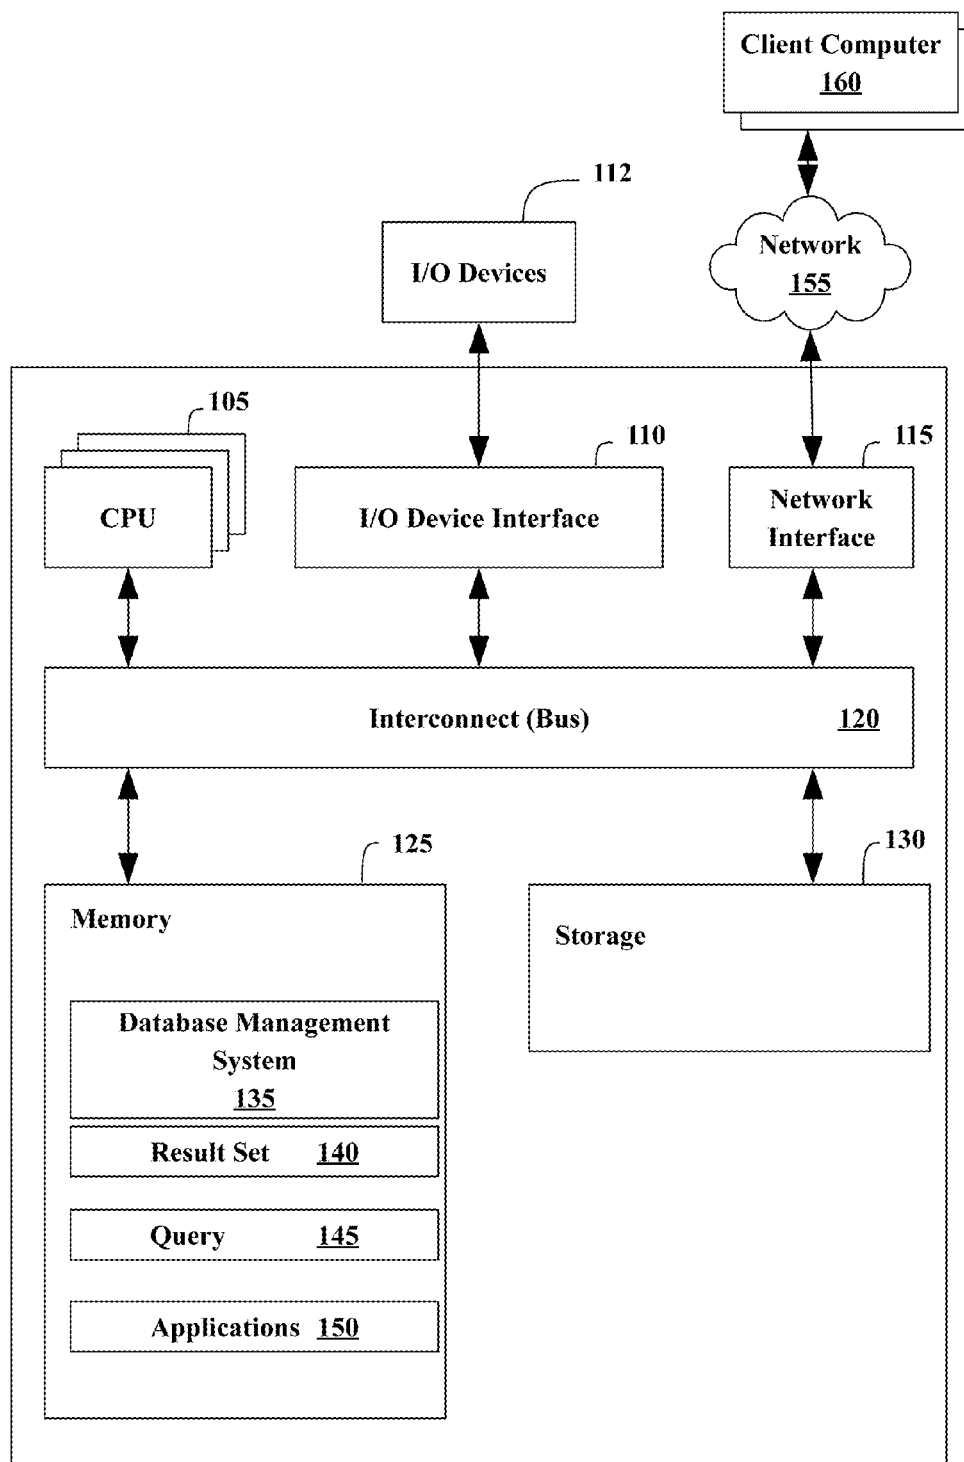 Client Computer
160
112
I/O Devices
Network
155
105
110
115
CPU
I/O Device Interface
Network
Interface
Interconnect (Bus)
120
125
130
Memory
Storage
Database Management
System
135
Result Set 140
Query 145
Applications 150